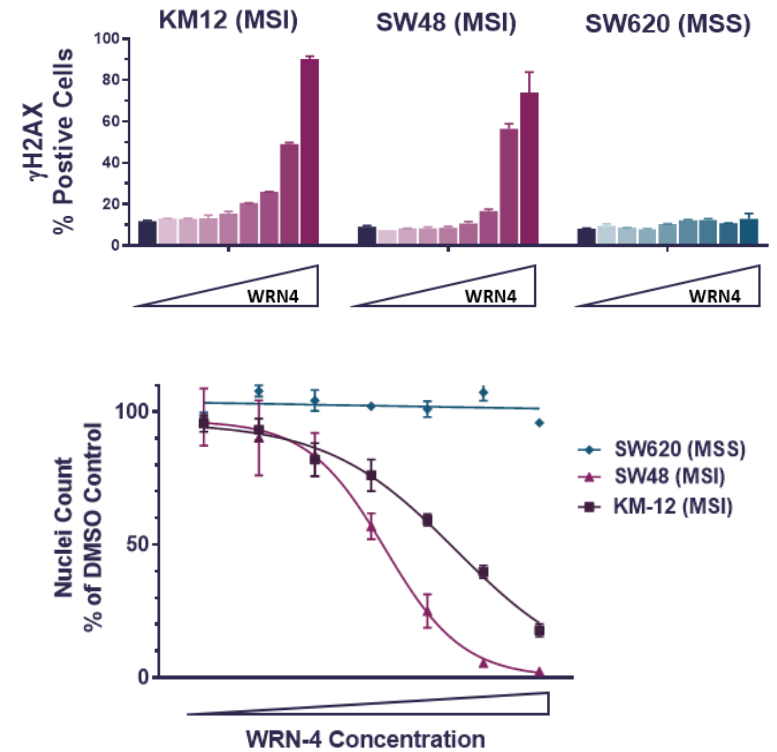 KM12 (MSI) SW48 (MSI) SW620 (MSS)
γH2AX
% Postive Cells
100
80
60
40
20
0
WRN4 WRN4 WRN4
Nuclei Count
% of DMSO Control
100
50
0
SW620 (MSS)
SW48 (MSI)
KM-12 (MSI)
WRN-4 Concentration